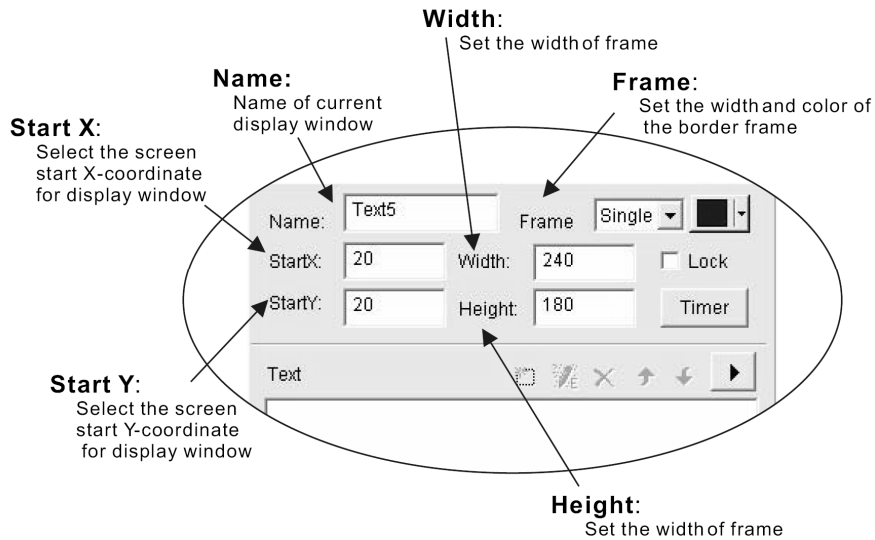 Width:
Set the width of frame
Name:
Name of current
display window
Frame:
Set the width and color of
the border frame
Start X:
Select the screen
start X-coordinate
for display window
Name:
Text5
Frame
Single
StartX:
20
Width:
240
Lock
StartY:
20
Height:
180
Timer
Text
Start Y:
Select the screen
start Y-coordinate
for display window
Height:
Set the width of frame